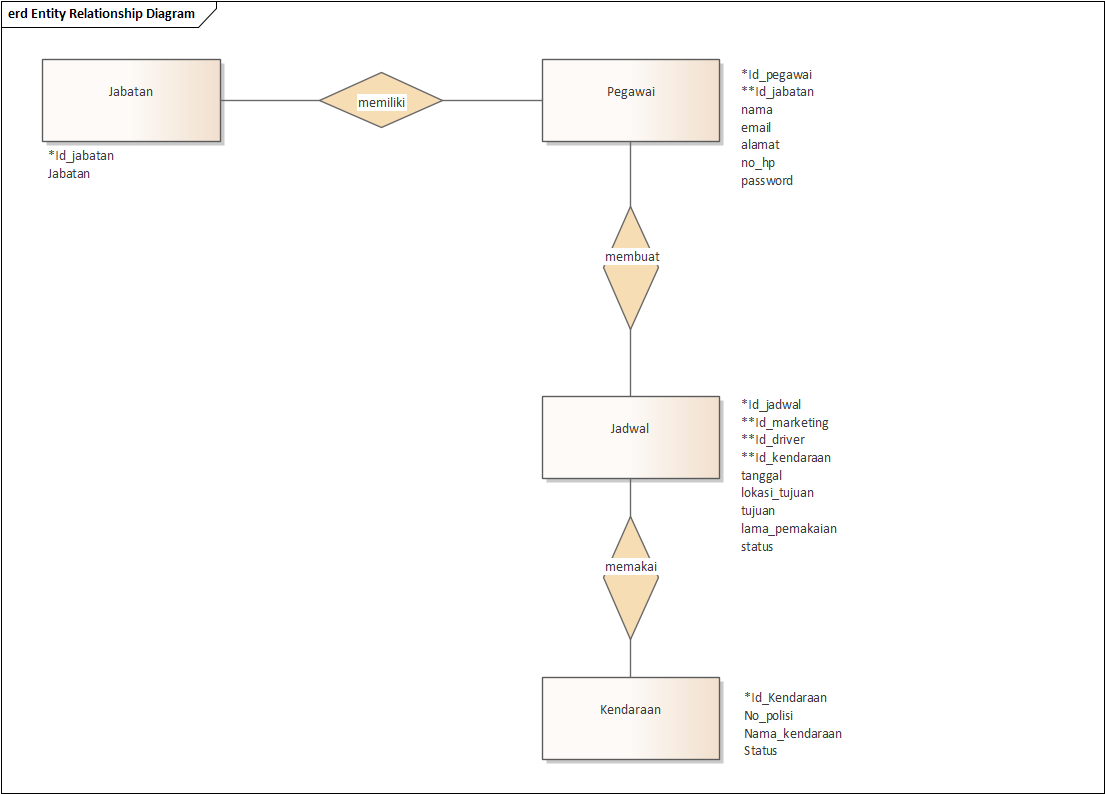 erd Entity Relationship Diagram
Jabatan
memiliki
Pegawai
*Id_pegawai
**Id_jabatan
nama
email
alamat
no_hp
password
*Id_jabatan
Jabatan
membuat
Jadwal
*Id_jadwal
**Id_marketing
**Id_driver
**Id_kendaraan
tanggal
lokasi_tujuan
tujuan
lama_pemakaian
status
memakai
Kendaraan
*Id_Kendaraan
No_polisi
Nama_kendaraan
Status